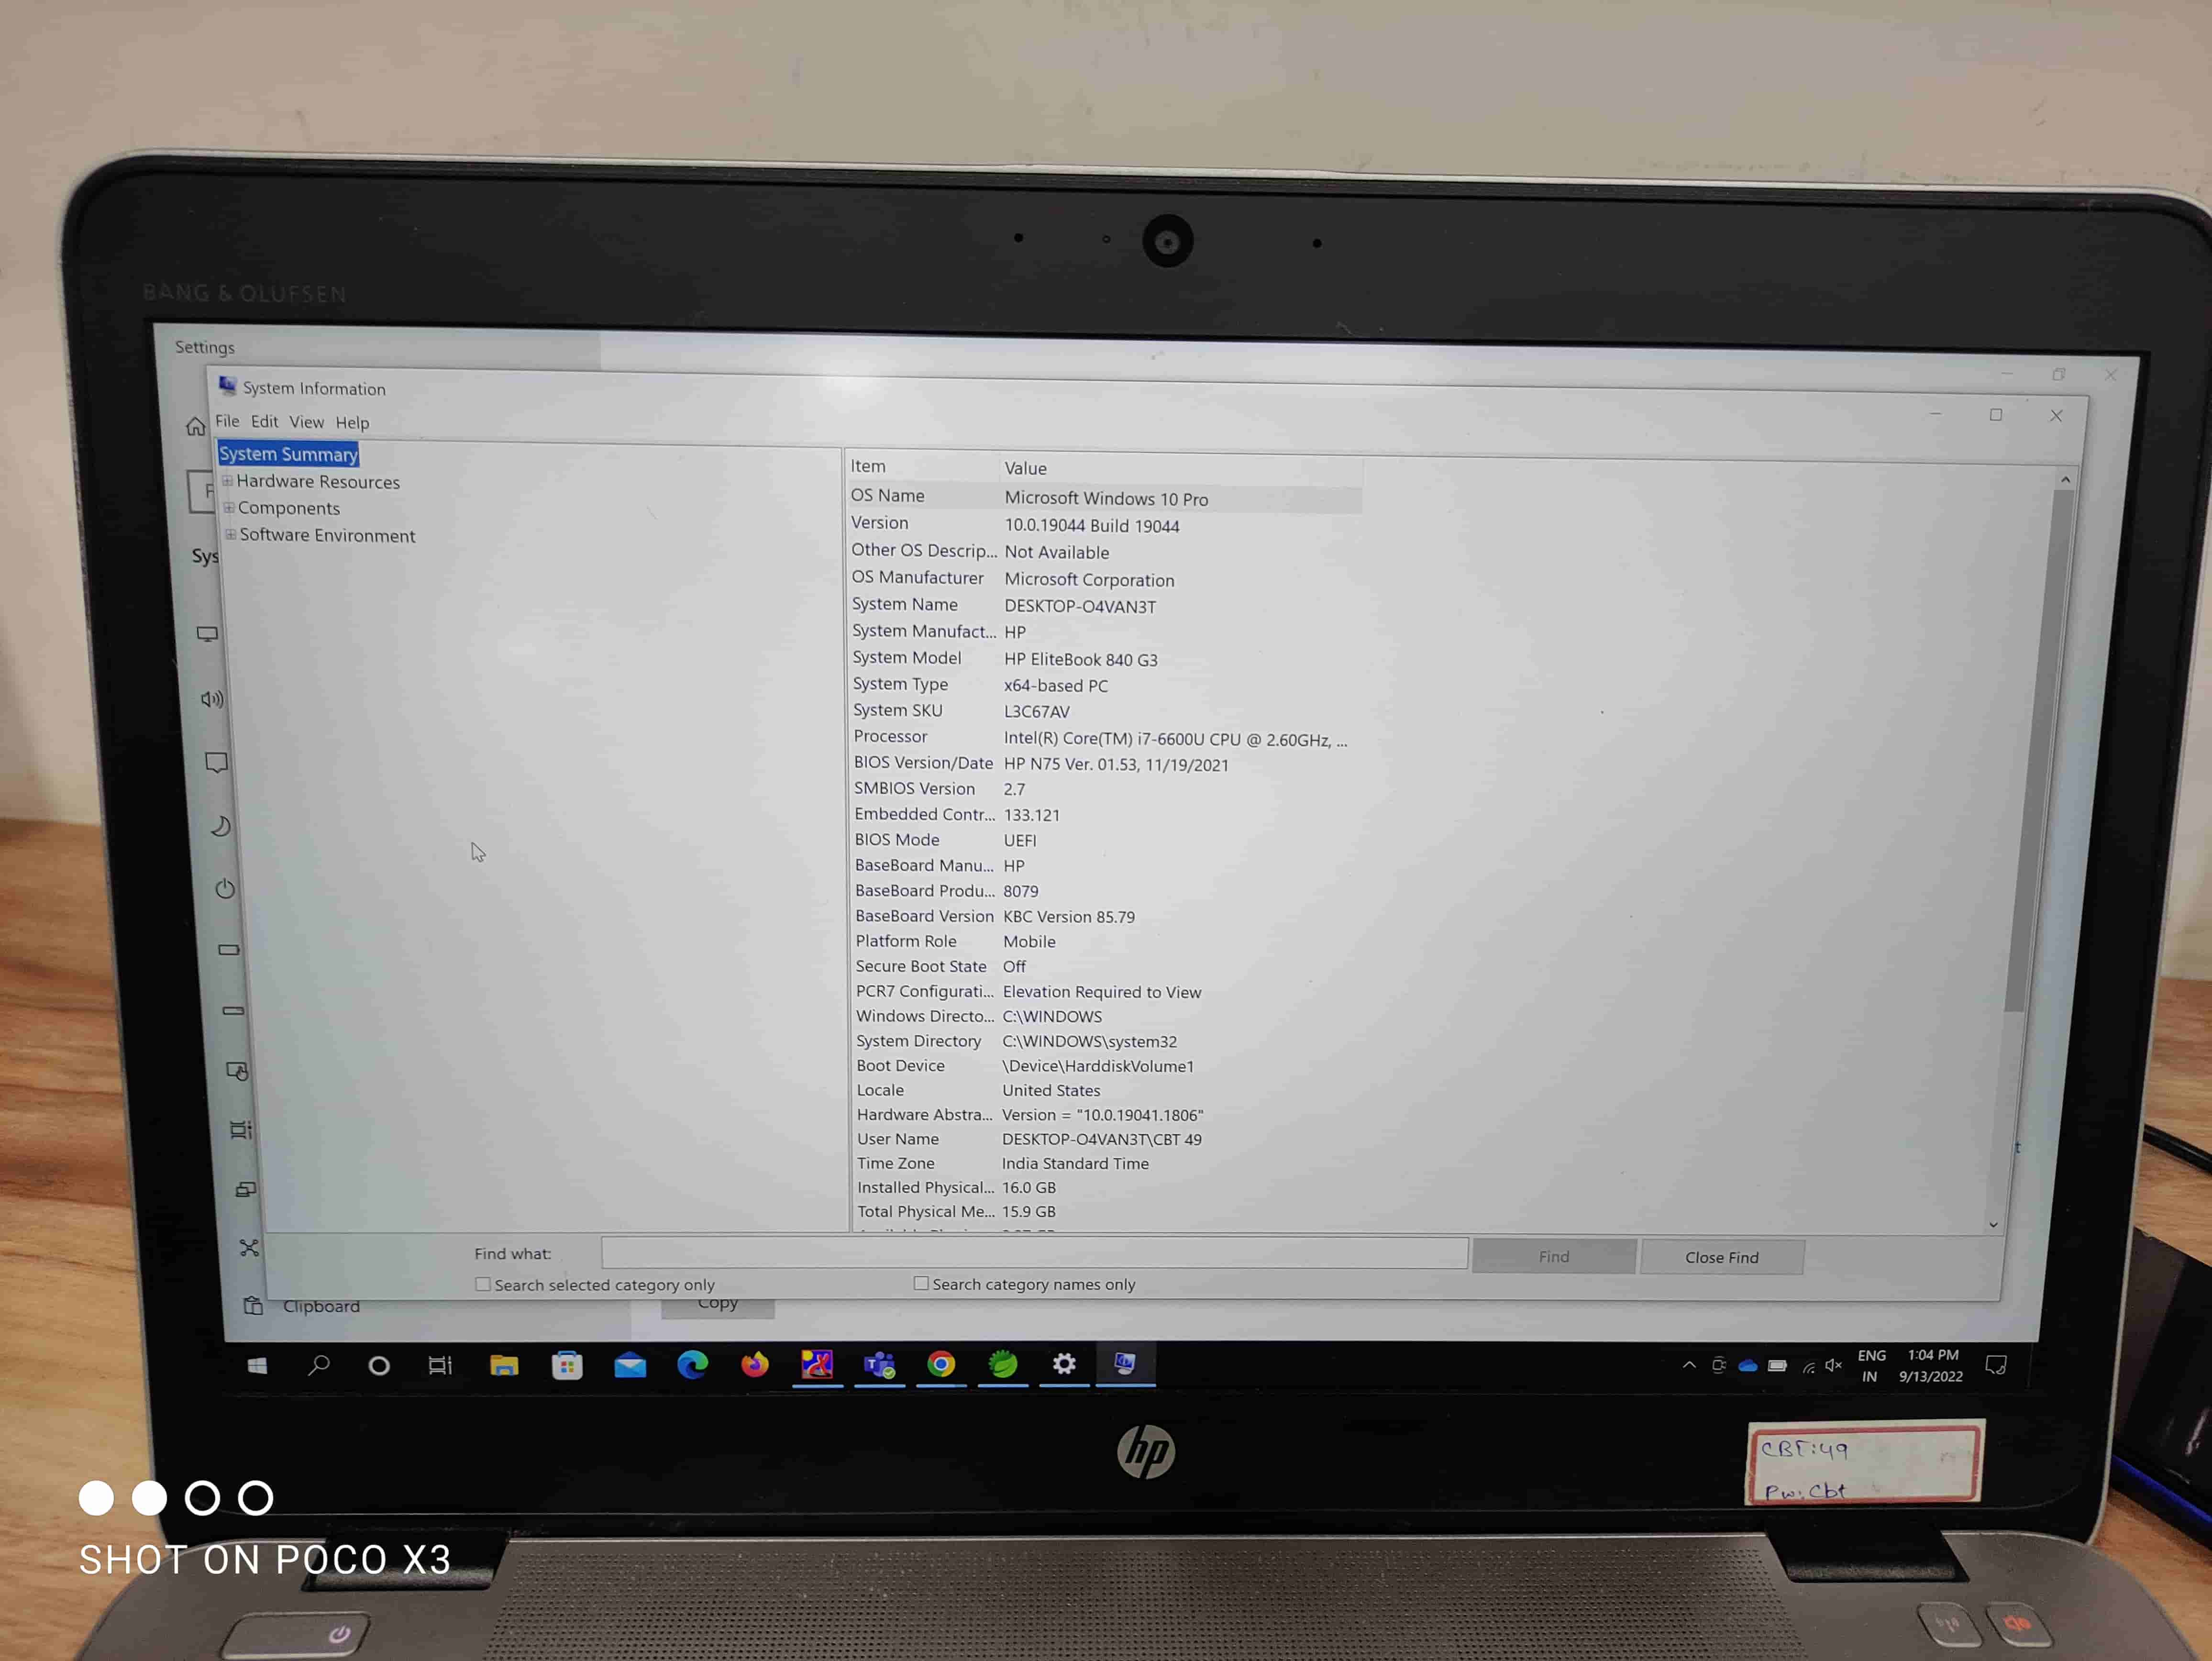 BANG & OLUFSEN
Settings
System Information
File Edit View Help
System Summary
Hardware Resources
Components
Software Environment
Sys
Item Value
OS Name Microsoft Windows 10 Pro
Version 10.0.19044 Build 19044
Other OS Descrip... Not Available
OS Manufacturer Microsoft Corporation
System Name DESKTOP-O4VAN3T
System Manufact... HP
System Model HP EliteBook 840 G3
System Type x64-based PC
System SKU L3C67AV
Processor Intel(R) Core(TM) i7-6600U CPU @ 2.60GHz, ...
BIOS Version/Date HP N75 Ver. 01.53, 11/19/2021
SMBIOS Version 2.7
Embedded Contr... 133.121
BIOS Mode UEFI
BaseBoard Manu... HP
BaseBoard Produ... 8079
BaseBoard Version KBC Version 85.79
Platform Role Mobile
Secure Boot State Off
PCR7 Configurati... Elevation Required to View
Windows Directo... C:\WINDOWS
System Directory C:\WINDOWS\system32
Boot Device \Device\HarddiskVolume1
Locale United States
Hardware Abstra... Version = "10.0.19041.1806"
User Name DESKTOP-O4VAN3T\CBT 49
Time Zone India Standard Time
Installed Physical... 16.0 GB
Total Physical Me... 15.9 GB
Find what: Find Close Find
Search selected category only Search category names only
Clipboard Copy
ENG 1:04 PM
IN 9/13/2022
hp
CBT:49
Pw: Cbt
SHOT ON POCO X3